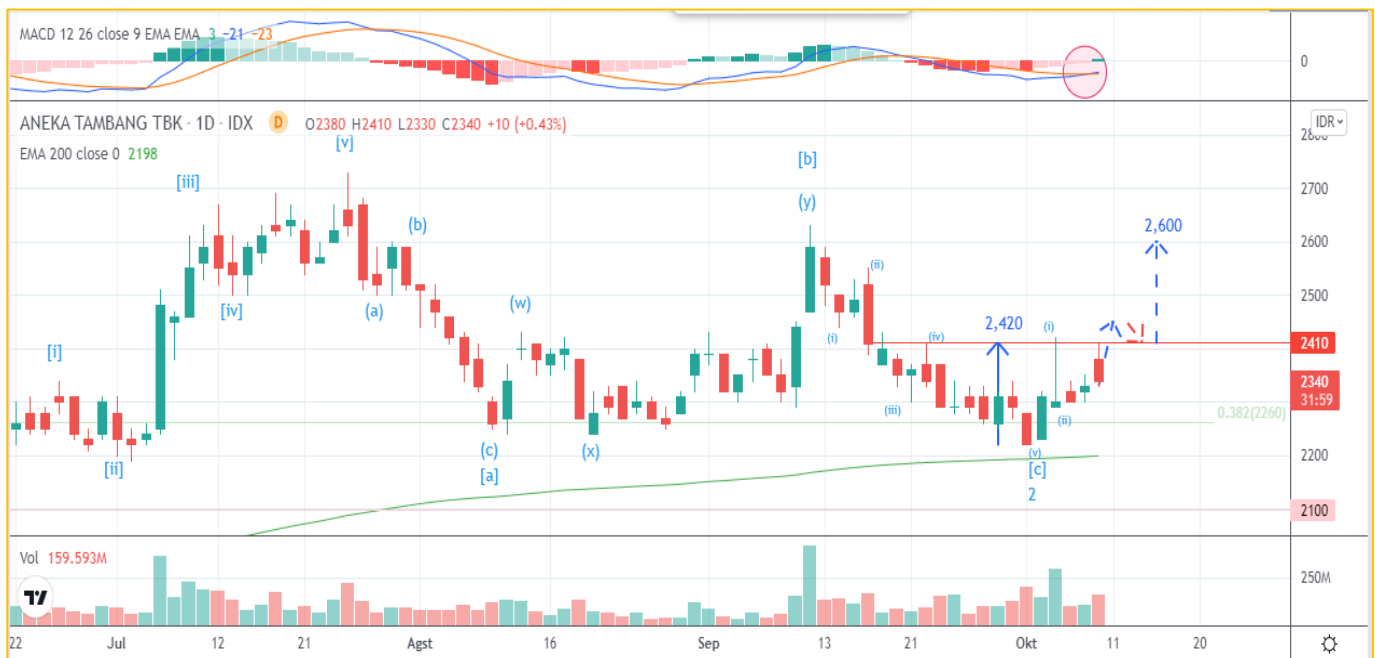 MACD 12 26 close 9 EMA EMA 3 −21 −23
0
ANEKA TAMBANG TBK · 1D · IDX D O2380 H2410 L2330 C2340 +10 (+0.43%)
IDR
EMA 200 close 0 2198
2800
2700
2600
2500
2410
2340
31:59
2200
2100
[i]
[ii]
[iii]
[iv]
[v]
(a)
(b)
(c)
[a]
(w)
(x)
[b]
(y)
(i)
(ii)
(iii)
(iv)
2,420
(v)
[c]
2
(i)
(ii)
2,600
0.382(2260)
Vol 159.593M
250M
22 Jul 12 21 Agst 16 Sep 13 21 Okt 11 20